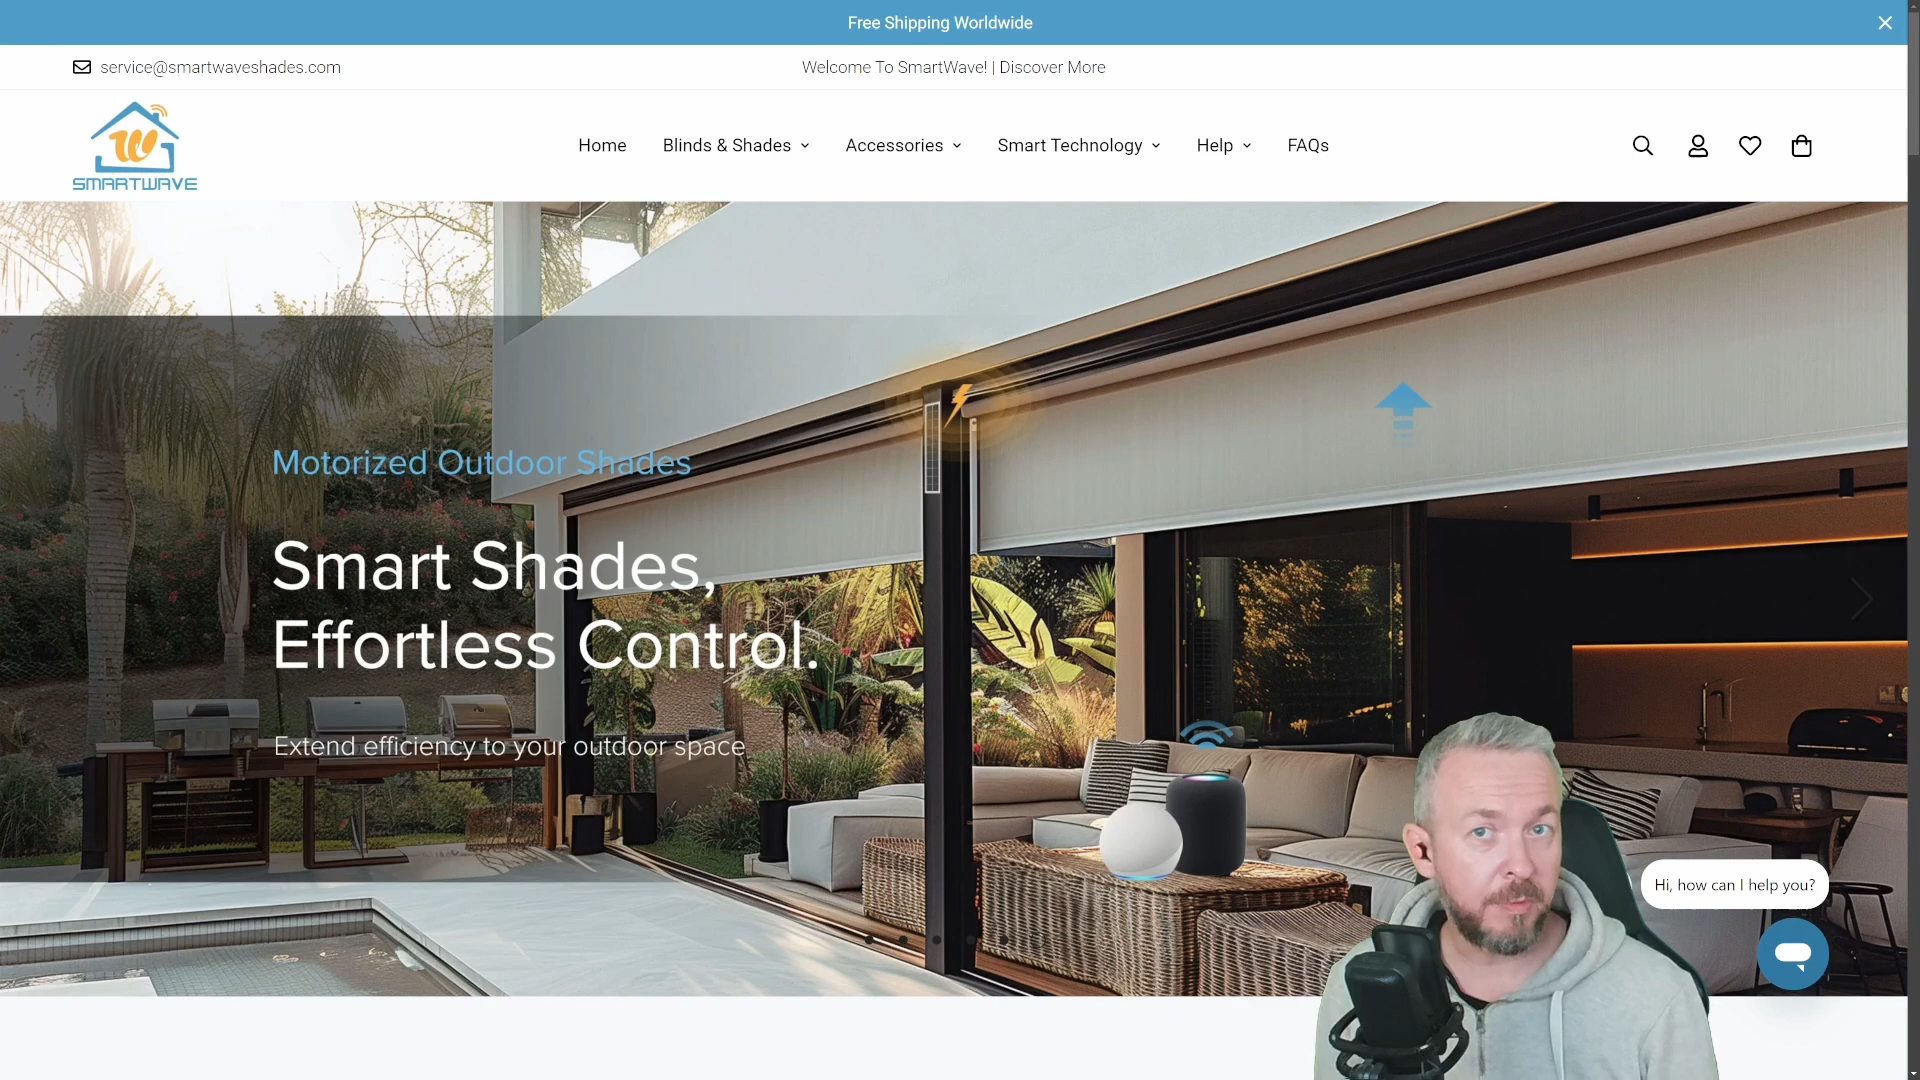 Free Shipping Worldwide
service@smartwaveshades.com
Welcome To SmartWave! | Discover More
SMARTWAVE
Home
Blinds & Shades
Accessories
Smart Technology
Help
FAQs
Motorized Outdoor Shades
Smart Shades,
Effortless Control.
Extend efficiency to your outdoor space
Hi, how can I help you?